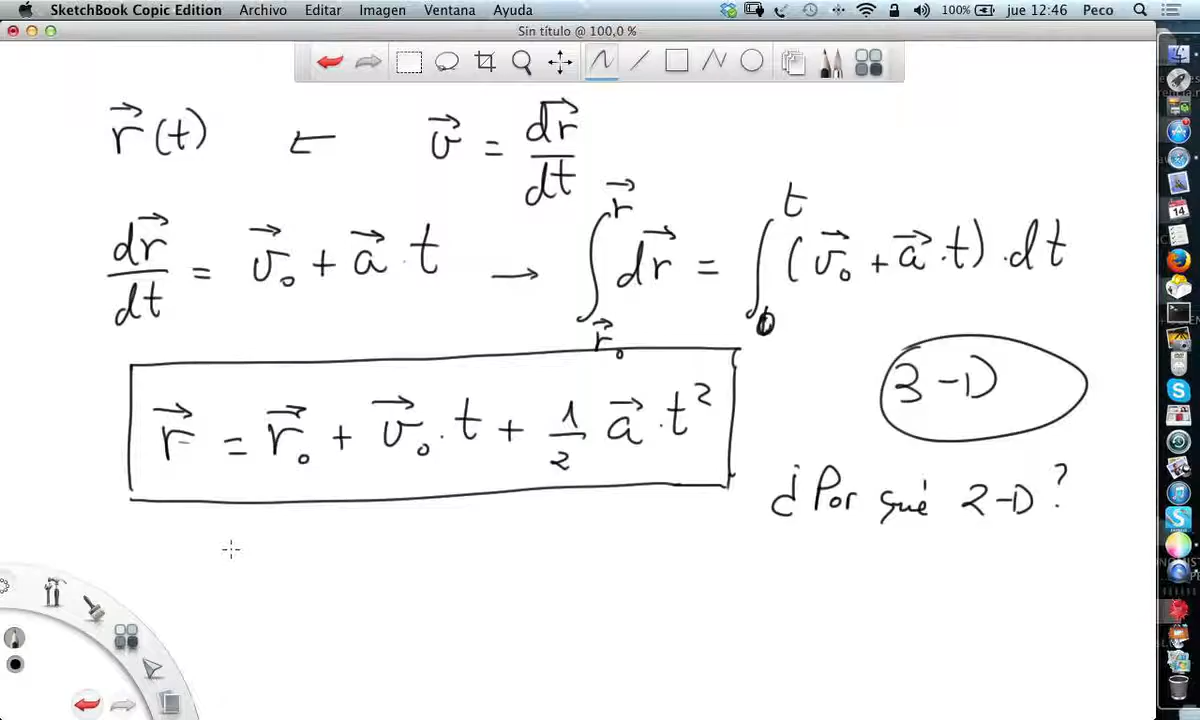 SketchBook Copic Edition Archivo Editar Imagen Ventana Ayuda 100% jue 12:46 Peco
Sin título @ 100,0 %
r⃗(t) ← v⃗ = dr⃗/dt
dr⃗/dt = v⃗₀ + a⃗·t → ∫_{r⃗₀}^{r⃗} dr⃗ = ∫_0^t (v⃗₀ + a⃗·t)·dt
3-D
r⃗ = r⃗₀ + v⃗₀·t + 1/2 a⃗·t²
¿Por qué 2-D?
14